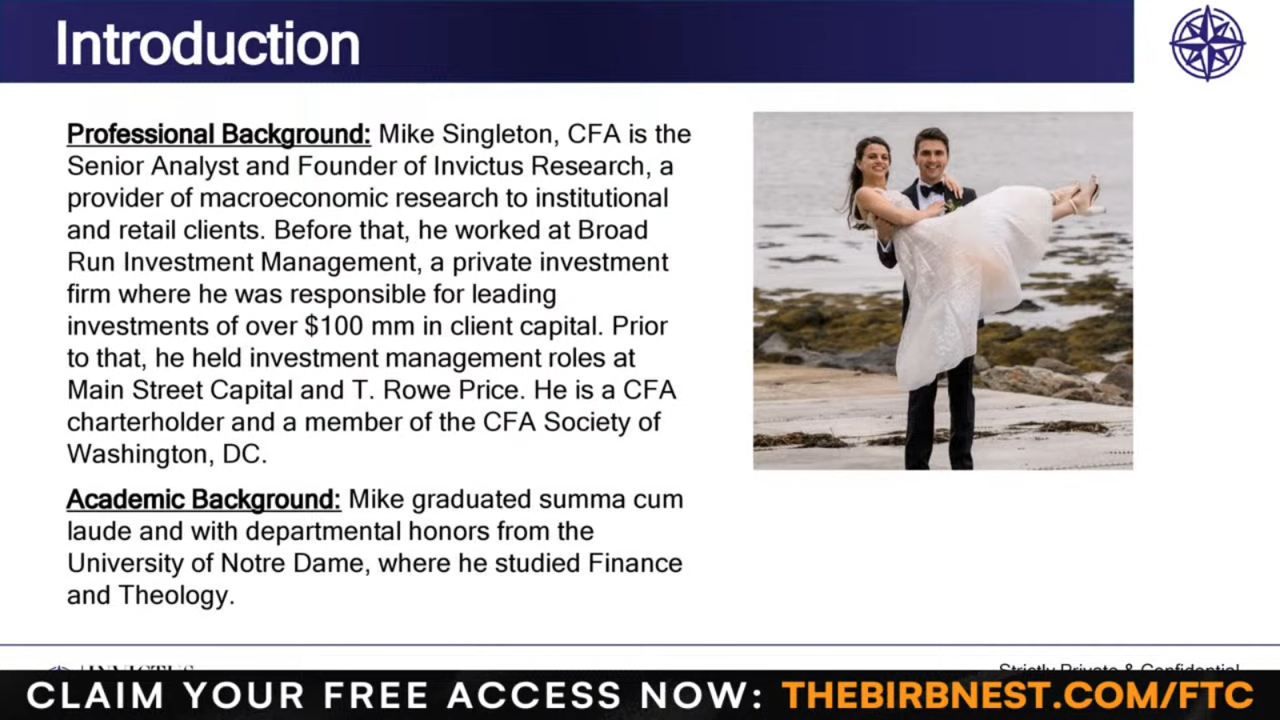 Introduction
Professional Background: Mike Singleton, CFA is the
Senior Analyst and Founder of Invictus Research, a
provider of macroeconomic research to institutional
and retail clients. Before that, he worked at Broad
Run Investment Management, a private investment
firm where he was responsible for leading
investments of over $100 mm in client capital. Prior
to that, he held investment management roles at
Main Street Capital and T. Rowe Price. He is a CFA
charterholder and a member of the CFA Society of
Washington, DC.
Academic Background: Mike graduated summa cum
laude and with departmental honors from the
University of Notre Dame, where he studied Finance
and Theology.
INVICTUS
Strictly Private & Confidential
CLAIM YOUR FREE ACCESS NOW: THEBIRBNEST.COM/FTC